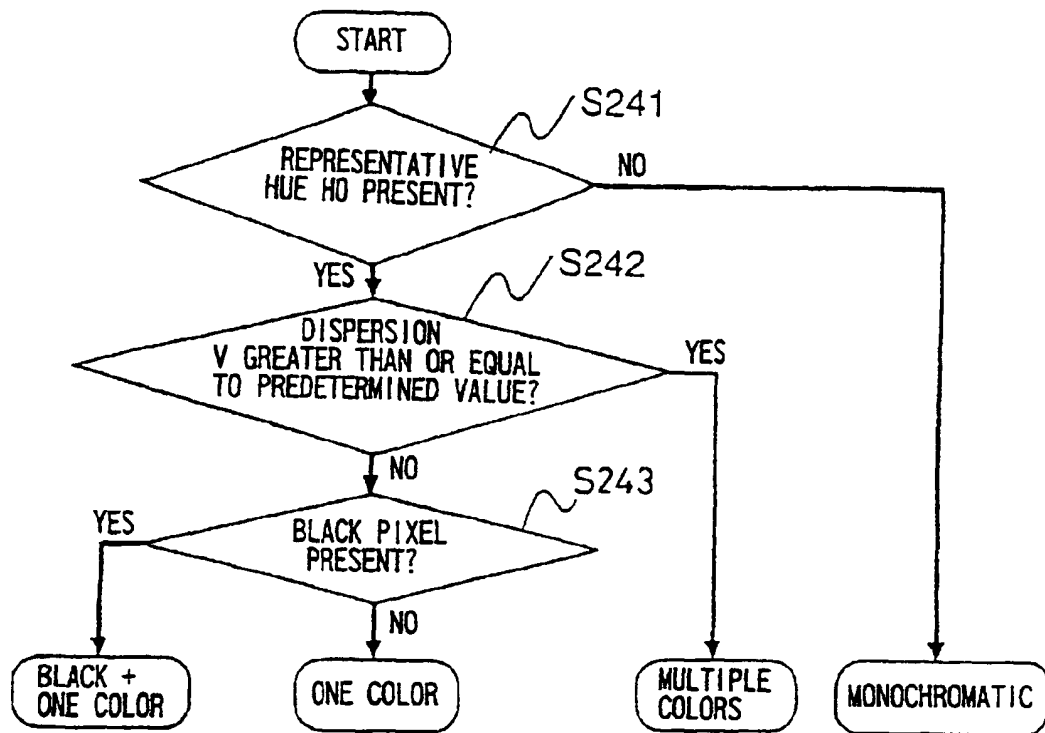 START
S241
REPRESENTATIVE
HUE H0 PRESENT?
NO
YES
S242
DISPERSION
V GREATER THAN OR EQUAL
TO PREDETERMINED VALUE?
YES
NO
S243
YES
BLACK PIXEL
PRESENT?
NO
BLACK +
ONE COLOR
ONE COLOR
MULTIPLE
COLORS
MONOCHROMATIC